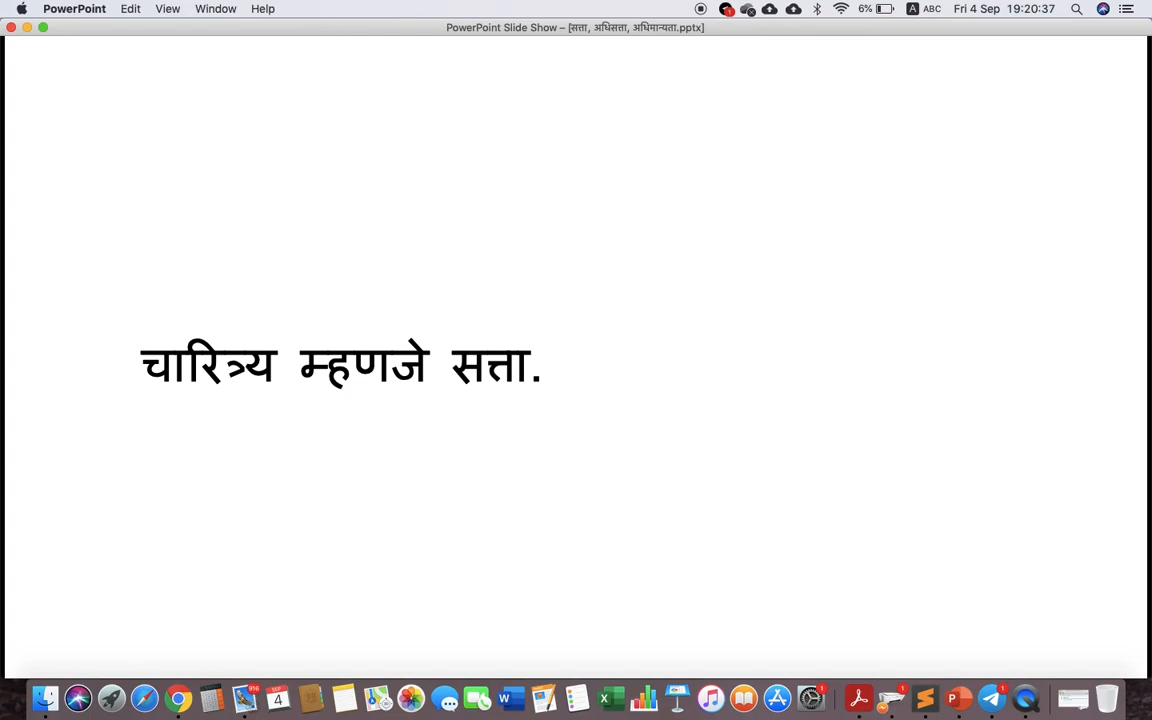 PowerPoint Edit View Window Help 6% ABC Fri 4 Sep 19:20:37
PowerPoint Slide Show – [सत्ता, अधिसत्ता, अधिमान्यता.pptx]
चारित्र्य म्हणजे सत्ता.